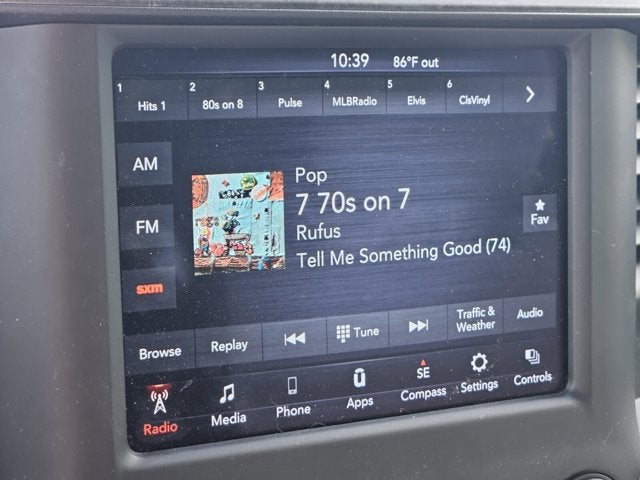 10:39 86°F out
1 Hits 1
2 80s on 8
3 Pulse
4 MLBRadio
5 Elvis
6 ClsVinyl
AM
FM
sxm
Pop
7 70s on 7
Rufus
Tell Me Something Good (74)
Fav
Browse
Replay
Tune
Traffic &
Weather
Audio
Radio
Media
Phone
Apps
SE
Compass
Settings
Controls